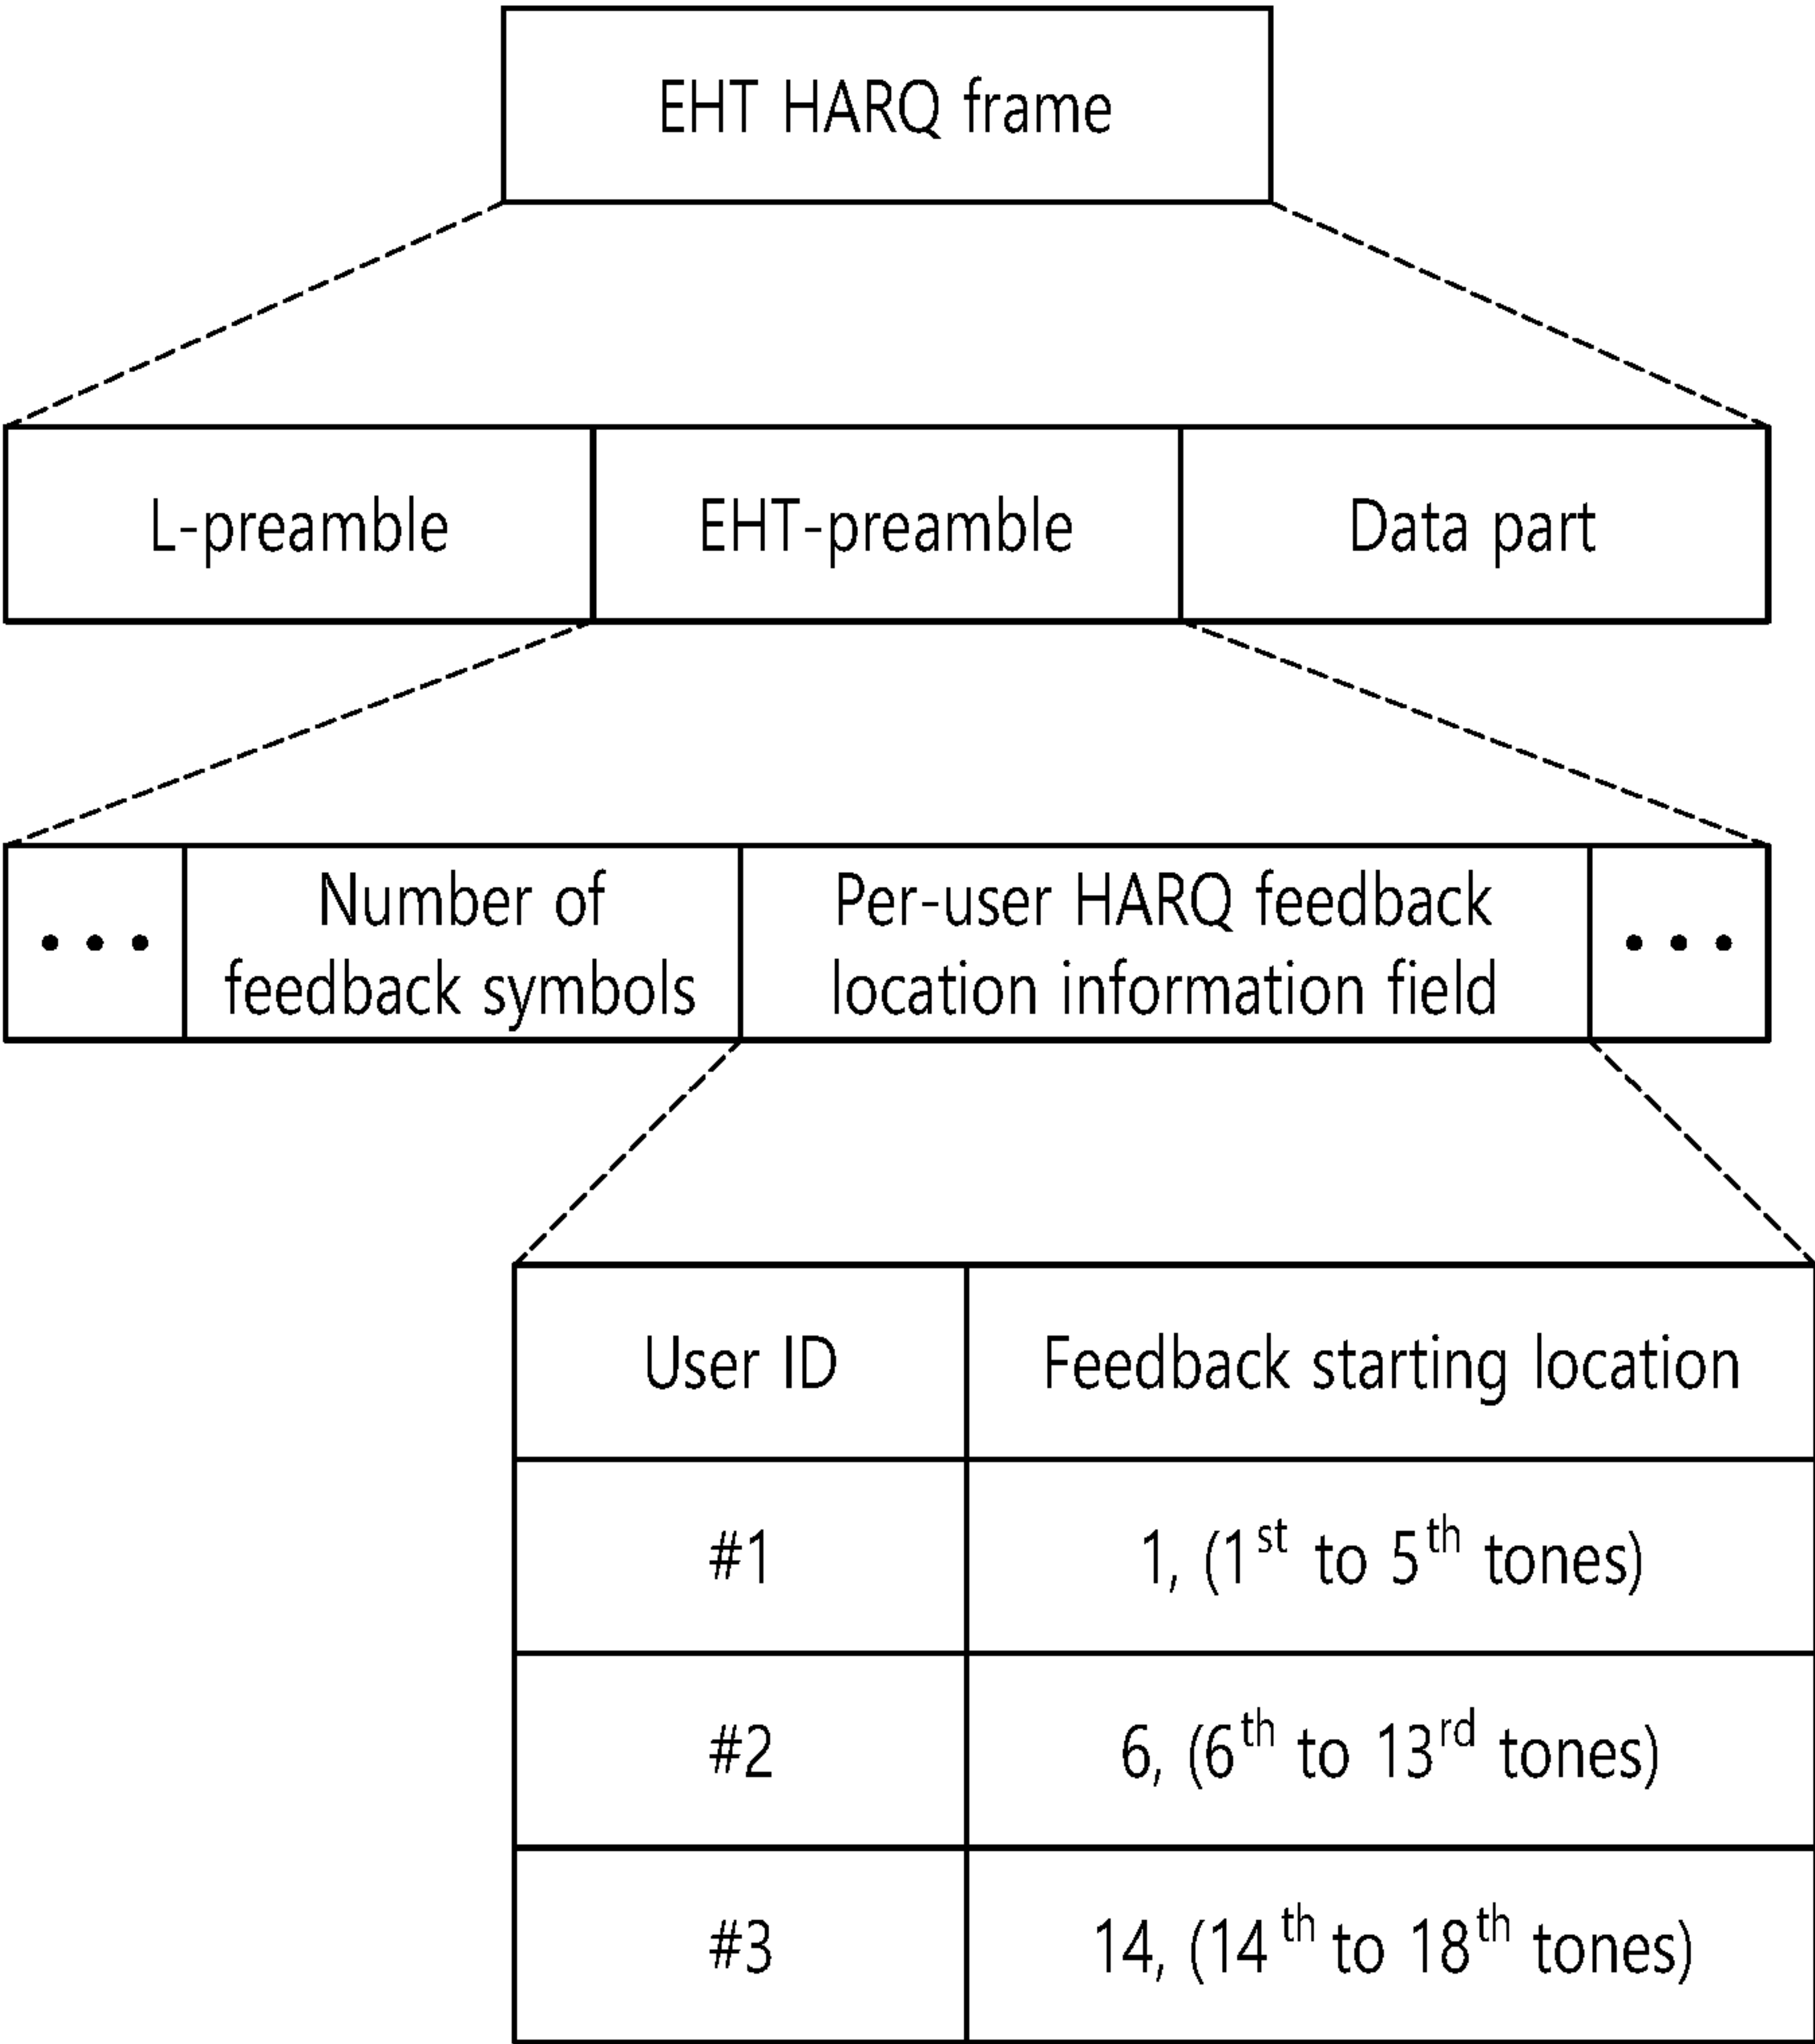 EHT HARQ frame
L-preamble
EHT-preamble
Data part
• • •
Number of
feedback symbols
Per-user HARQ feedback
location information field
• • •
User ID
Feedback starting location
#1
1, (1st to 5th tones)
#2
6, (6th to 13rd tones)
#3
14, (14th to 18th tones)